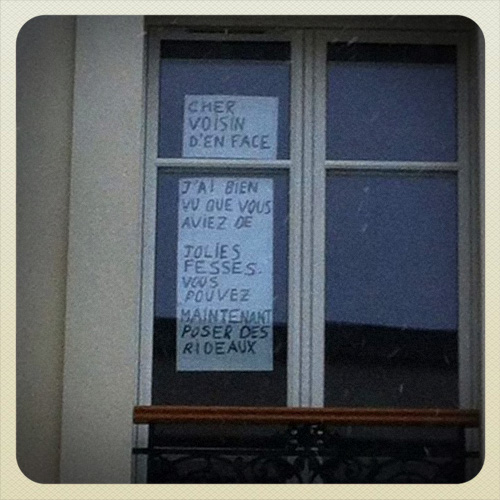 CHER
VOISIN
D'EN FACE
J'AI BIEN
VU QUE VOUS
AVIEZ DE
JOLIES
FESSES.
VOUS
POUVEZ
MAINTENANT
POSER DES
RIDEAUX